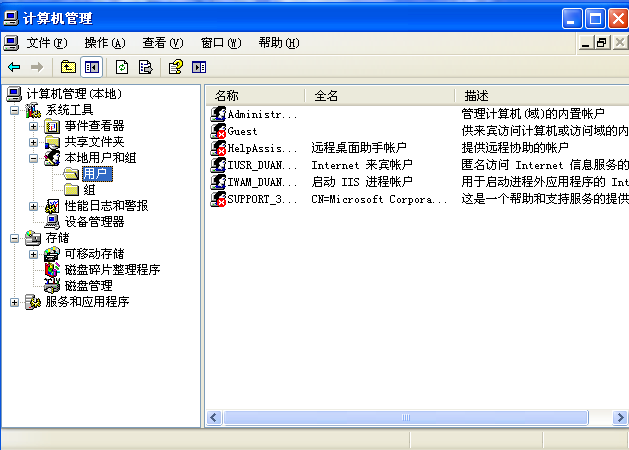 计算机管理
文件(F) 操作(A) 查看(V) 窗口(W) 帮助(H)
计算机管理(本地)
系统工具
事件查看器
共享文件夹
本地用户和组
用户
组
性能日志和警报
设备管理器
存储
可移动存储
磁盘碎片整理程序
磁盘管理
服务和应用程序
名称 全名 描述
Administr... 管理计算机(域)的内置帐户
Guest 供来宾访问计算机或访问域的内
HelpAssis... 远程桌面助手帐户 提供远程协助的帐户
IUSR_DUAN... Internet 来宾帐户 匿名访问 Internet 信息服务的
IWAM_DUAN... 启动 IIS 进程帐户 用于启动进程外应用程序的 Int
SUPPORT_3... CN=Microsoft Corpora... 这是一个帮助和支持服务的提供